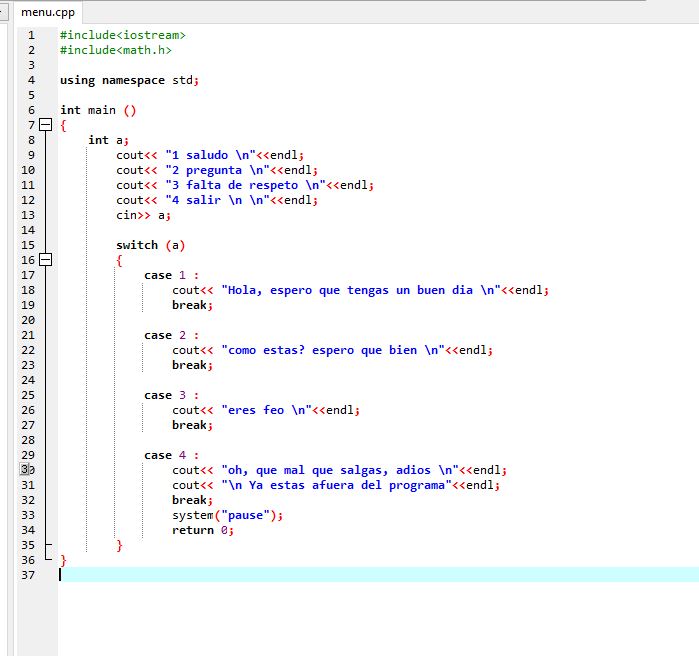 menu.cpp
1 #include<iostream>
2 #include<math.h>
3
4 using namespace std;
5
6 int main ()
7 {
8 int a;
9 cout<< "1 saludo \n"<<endl;
10 cout<< "2 pregunta \n"<<endl;
11 cout<< "3 falta de respeto \n"<<endl;
12 cout<< "4 salir \n \n"<<endl;
13 cin>> a;
14
15 switch (a)
16 {
17 case 1 :
18 cout<< "Hola, espero que tengas un buen dia \n"<<endl;
19 break;
20
21 case 2 :
22 cout<< "como estas? espero que bien \n"<<endl;
23 break;
24
25 case 3 :
26 cout<< "eres feo \n"<<endl;
27 break;
28
29 case 4 :
30 cout<< "oh, que mal que salgas, adios \n"<<endl;
31 cout<< "\n Ya estas afuera del programa"<<endl;
32 break;
33 system("pause");
34 return 0;
35 }
36 }
37